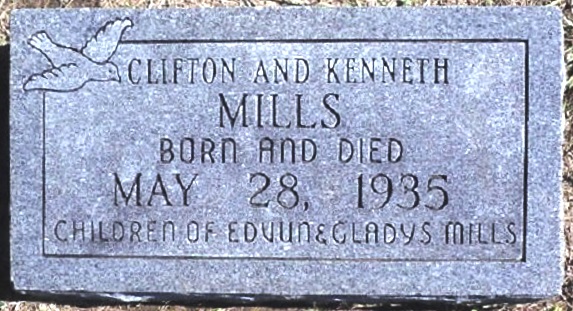 CLIFTON AND KENNETH
MILLS
BORN AND DIED
MAY 28, 1935
CHILDREN OF EDWIN&GLADYS MILLS